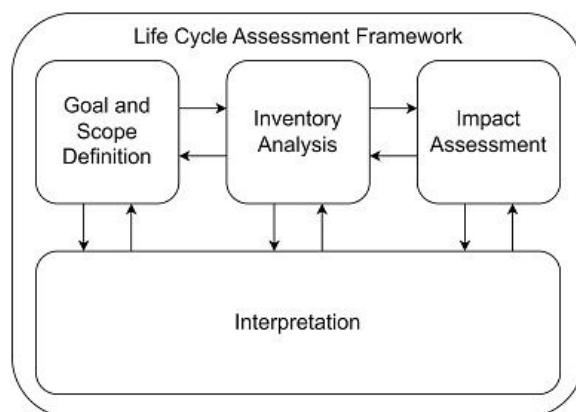 Life Cycle Assessment Framework
Goal and
Scope
Definition
Inventory
Analysis
Impact
Assessment
Interpretation